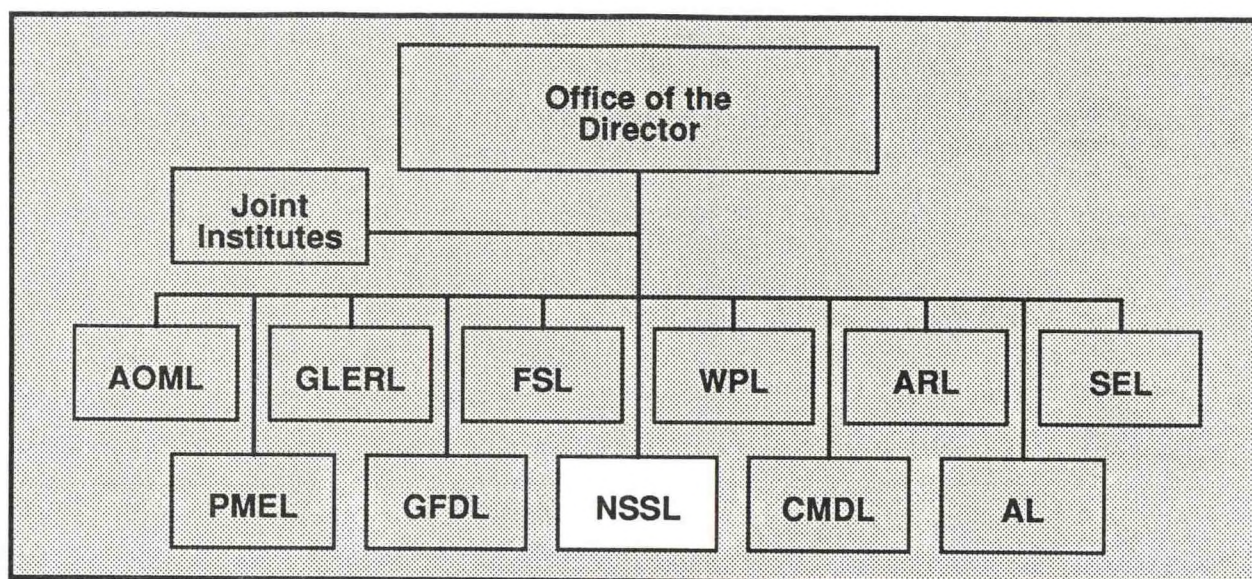 Office of the
Director
Joint
Institutes
AOML
GLERL
FSL
WPL
ARL
SEL
PMEL
GFDL
NSSL
CMDL
AL